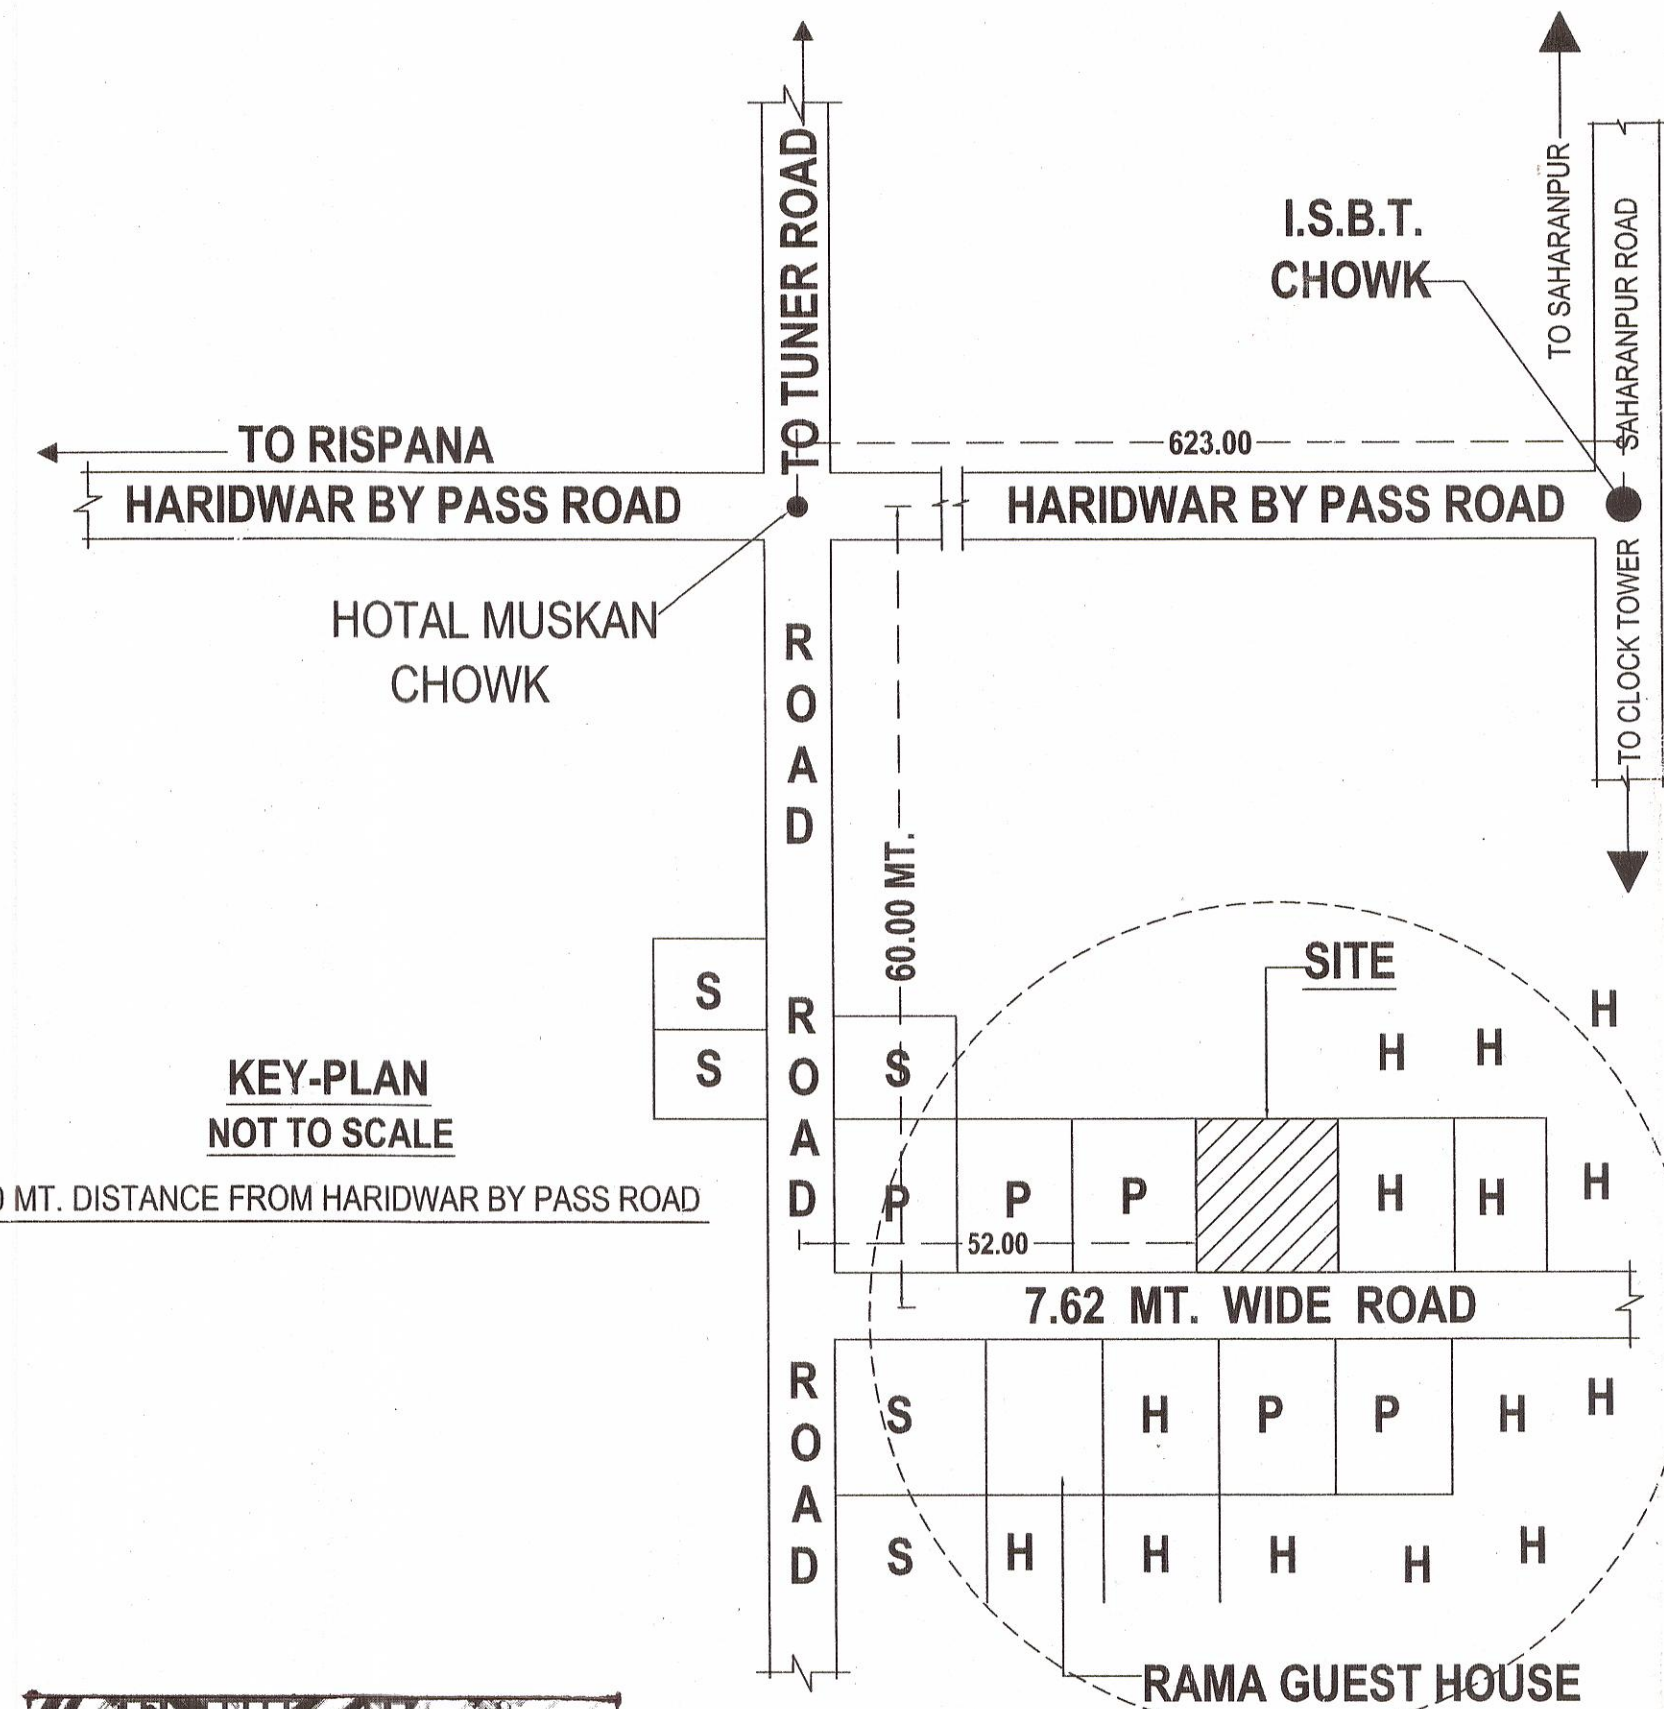 TO SAHARANPUR
SAHARANPUR ROAD
TO TUNER ROAD
I.S.B.T.
CHOWK
TO RISPANA
623.00
HARIDWAR BY PASS ROAD
HARIDWAR BY PASS ROAD
HOTAL MUSKAN
CHOWK
TO CLOCK TOWER
ROAD
60.00 MT.
SITE
S
H
H
H
ROAD
S
S
KEY-PLAN
NOT TO SCALE
MT. DISTANCE FROM HARIDWAR BY PASS ROAD
P
P
P
H
H
H
52.00
7.62 MT. WIDE ROAD
ROAD
S
H
P
P
H
H
S
H
H
H
H
H
RAMA GUEST HOUSE